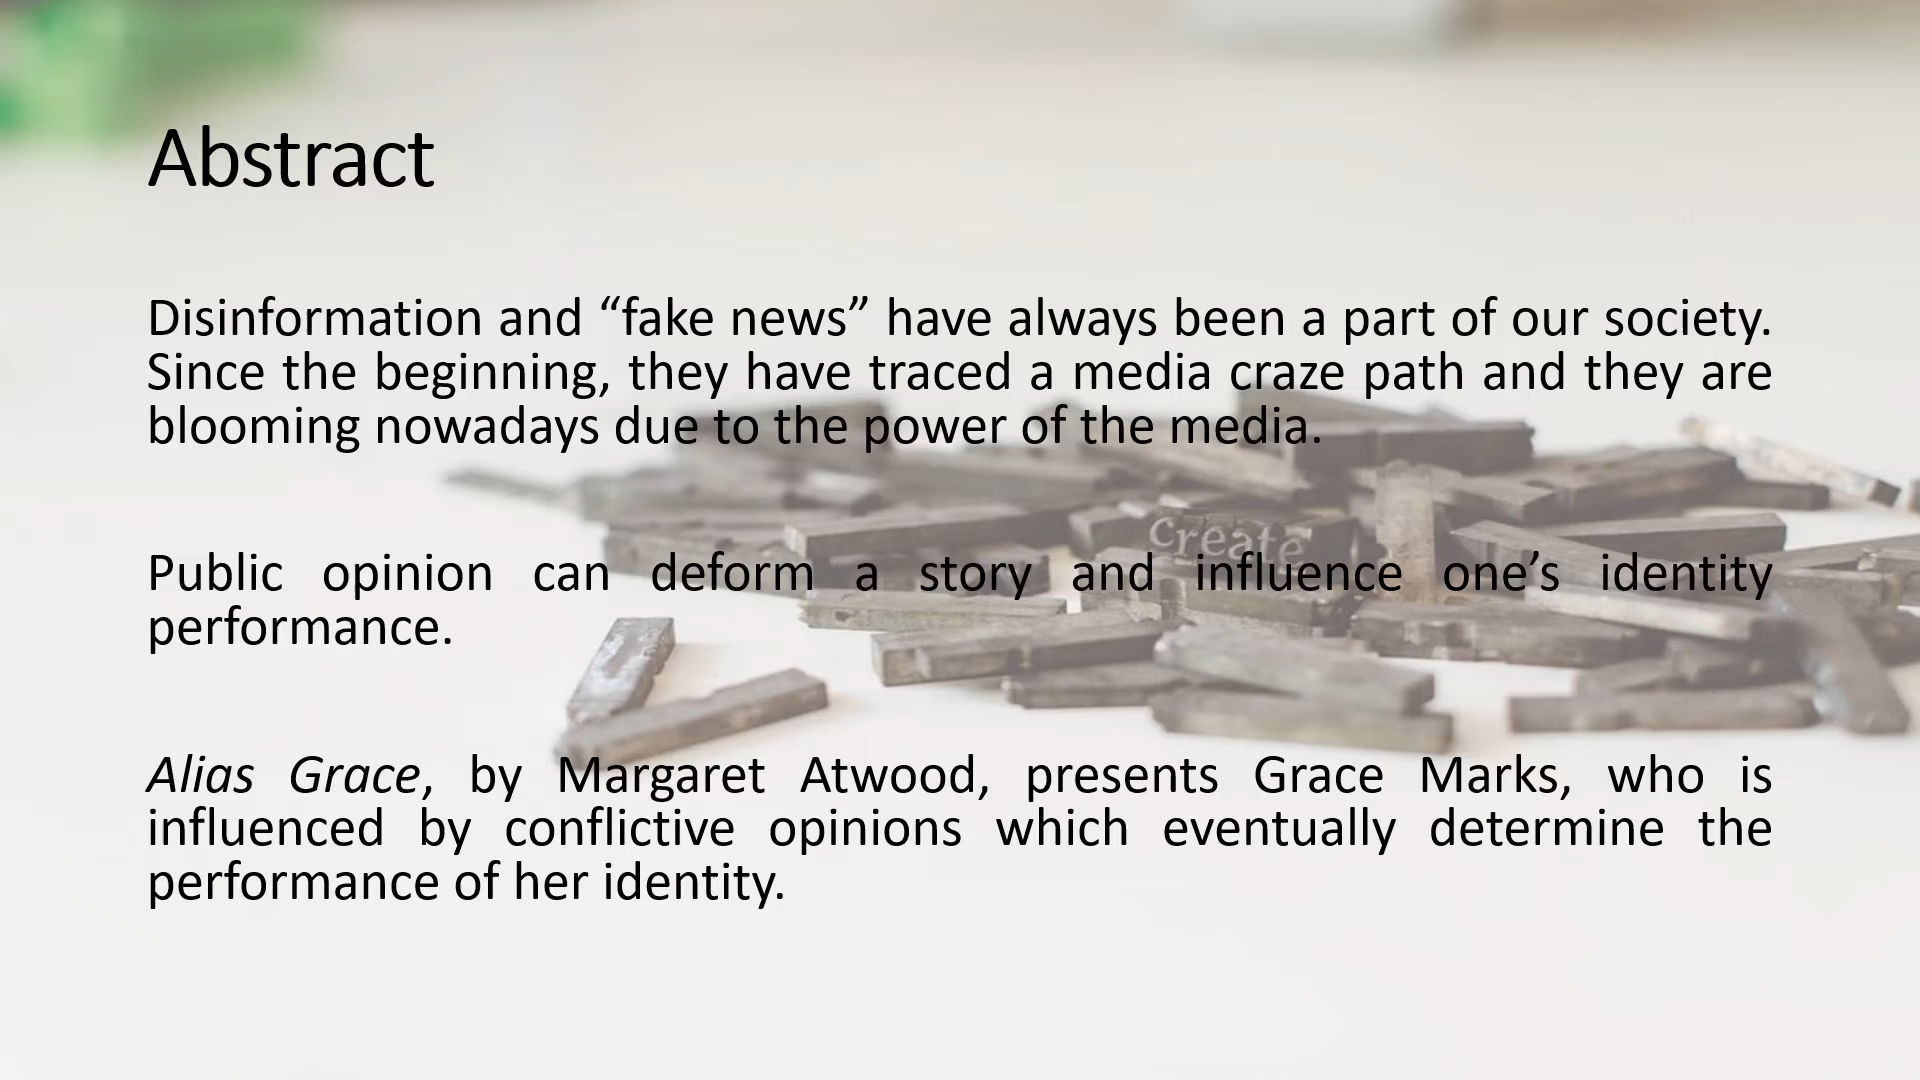 Abstract
Disinformation and “fake news” have always been a part of our society.
Since the beginning, they have traced a media craze path and they are
blooming nowadays due to the power of the media.
create
Public opinion can deform a story and influence one’s identity
performance.
Alias Grace, by Margaret Atwood, presents Grace Marks, who is
influenced by conflictive opinions which eventually determine the
performance of her identity.